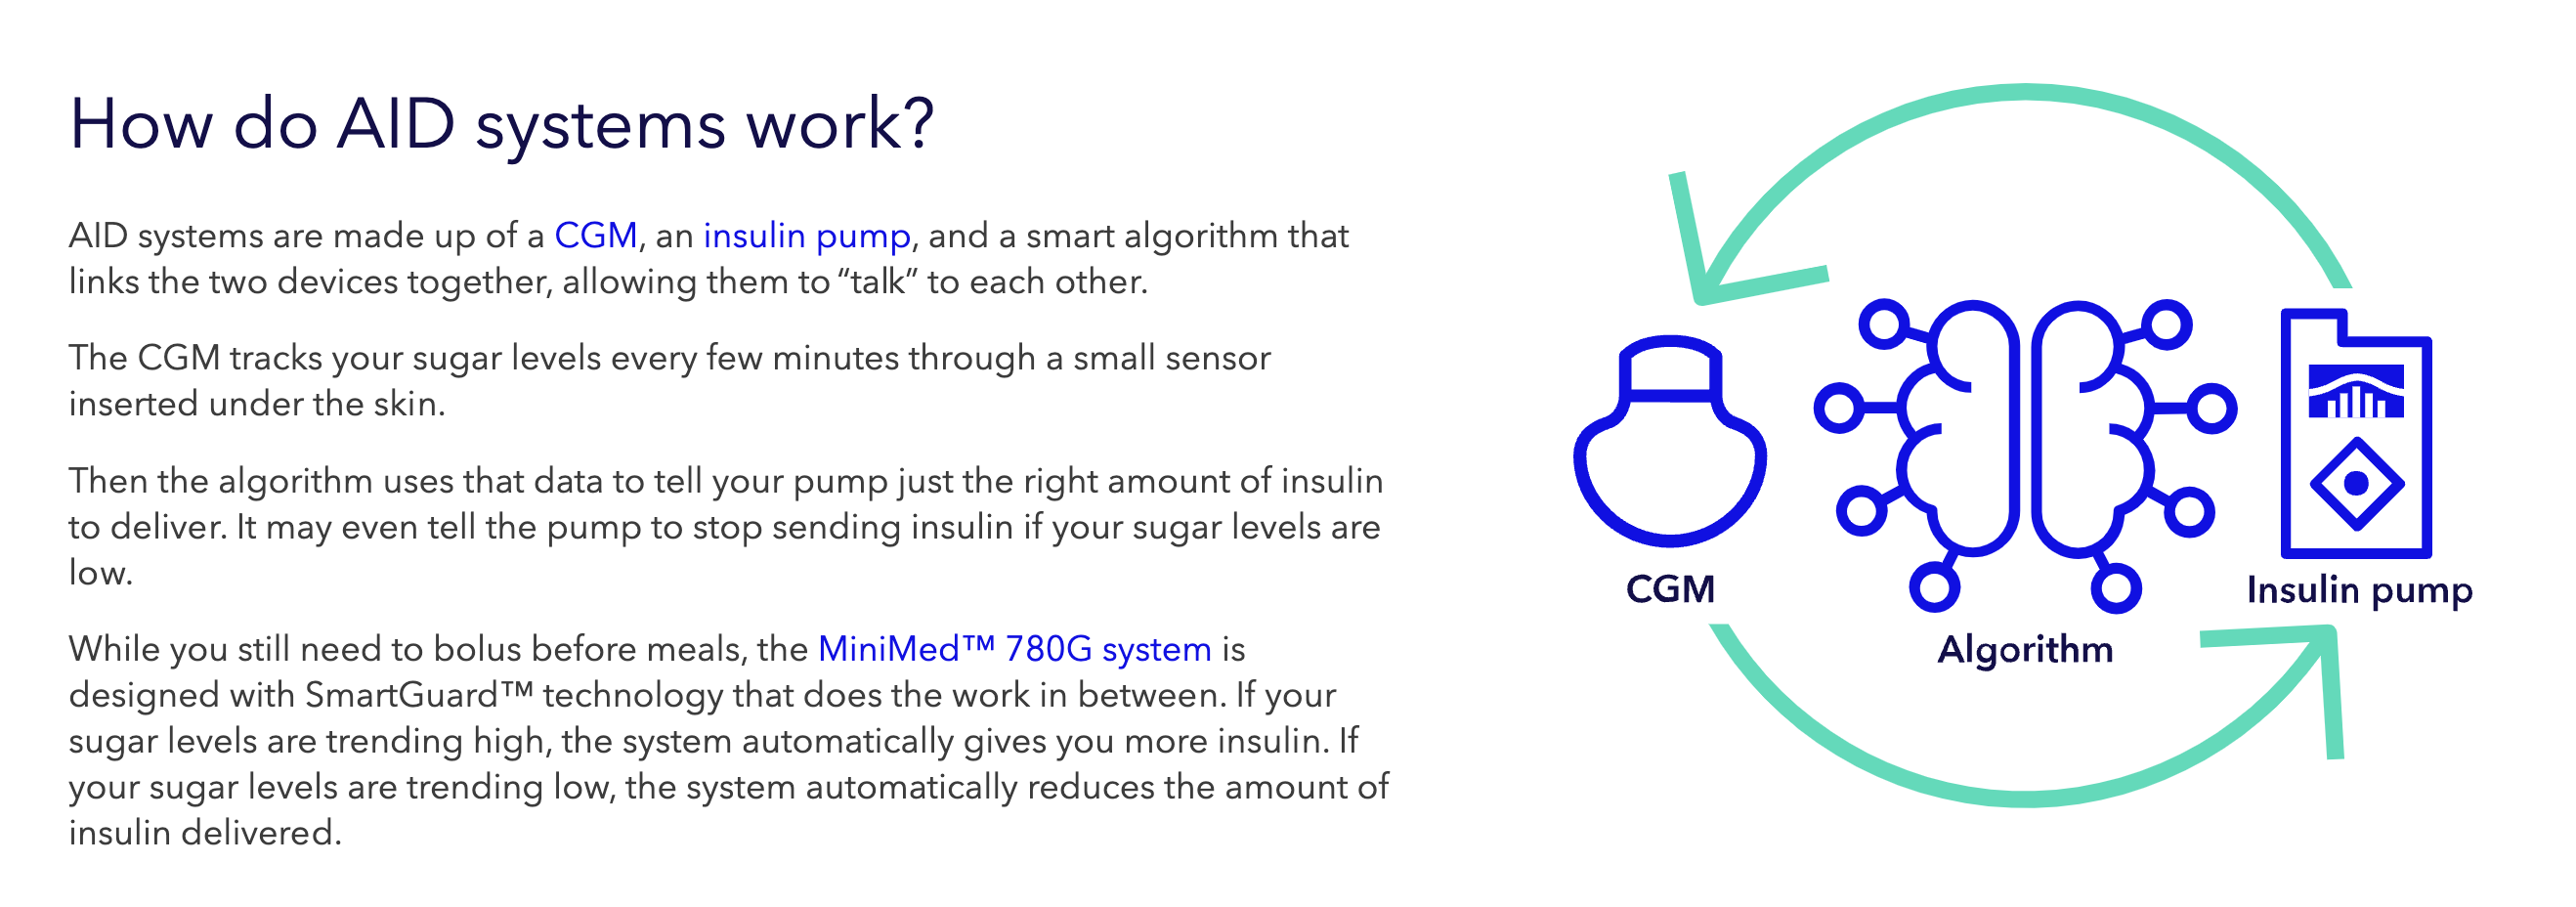 How do AID systems work?
AID systems are made up of a CGM, an insulin pump, and a smart algorithm that
links the two devices together, allowing them to “talk” to each other.
The CGM tracks your sugar levels every few minutes through a small sensor
inserted under the skin.
Then the algorithm uses that data to tell your pump just the right amount of insulin
to deliver. It may even tell the pump to stop sending insulin if your sugar levels are
low.
While you still need to bolus before meals, the MiniMed™ 780G system is
designed with SmartGuard™ technology that does the work in between. If your
sugar levels are trending high, the system automatically gives you more insulin. If
your sugar levels are trending low, the system automatically reduces the amount of
insulin delivered.
CGM
Algorithm
Insulin pump